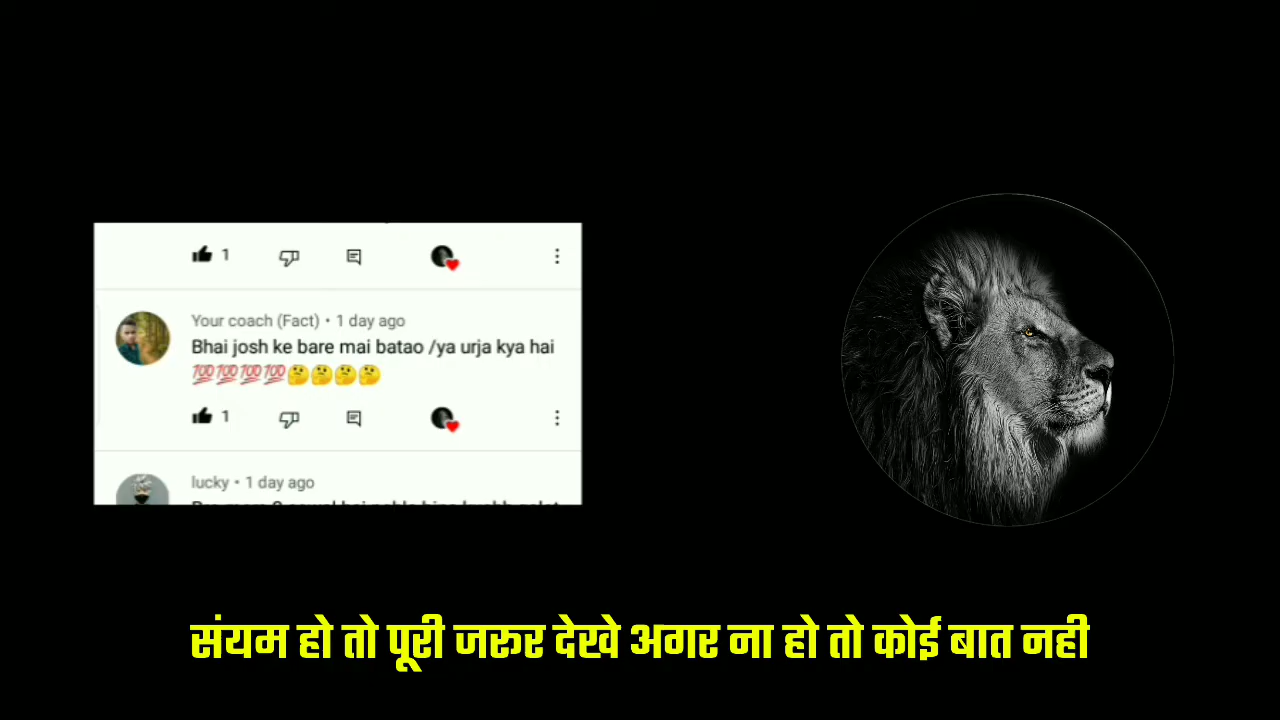 1
Your coach (Fact) • 1 day ago
Bhai josh ke bare mai batao /ya urja kya hai
💯💯💯💯🤔🤔🤔🤔
1
lucky • 1 day ago
संयम हो तो पूरी जरूर देखे अगर ना हो तो कोई बात नही